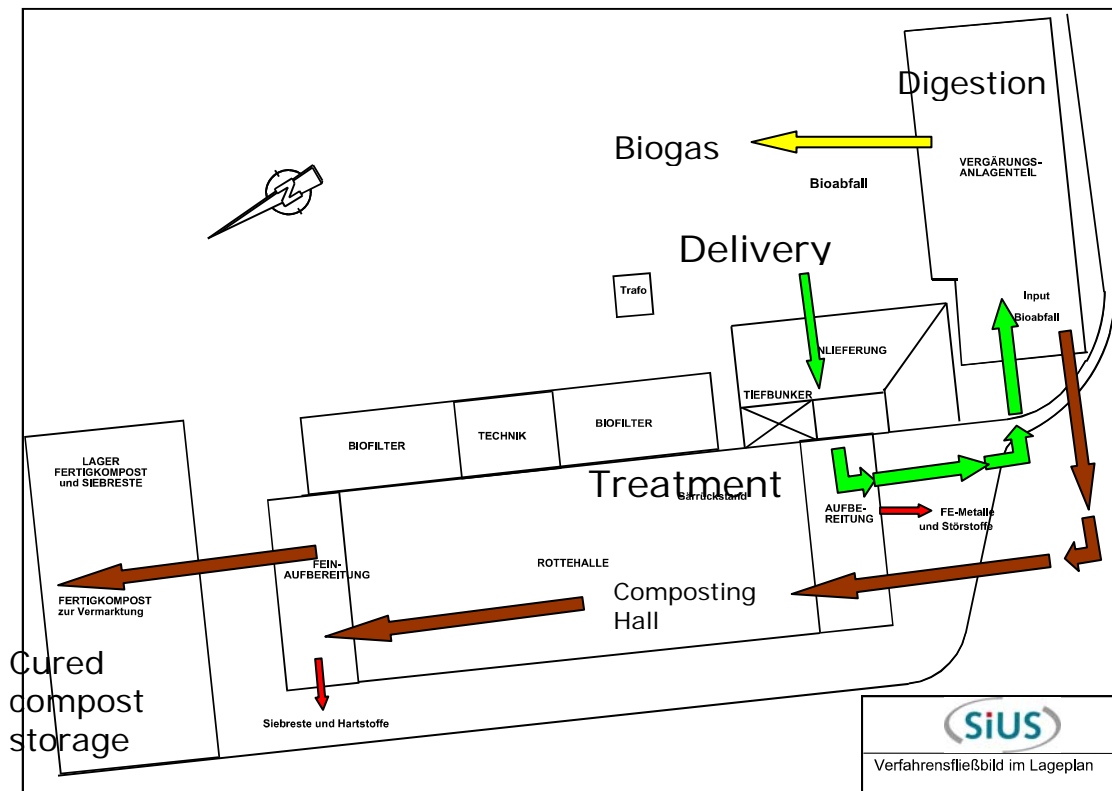 Digestion
Biogas
VERGÄRUNGS-
ANLAGENTEIL
Bioabfall
Delivery
Trafo
Input
Bioabfall
NLIEFERUNG
TIEFBUNKER
BIOFILTER
TECHNIK
BIOFILTER
LAGER
FERTIGKOMPOST
und SIEBRESTE
Treatment
AUFBE-
REITUNG
FE-Metalle
und Störstoffe
FEIN-
AUFBEREITUNG
ROTTEHALLE
Composting
Hall
FERTIGKOMPOST
zur Vermarktung
Cured
compost
storage
Siebreste und Hartstoffe
SiUS
Verfahrensfließbild im Lageplan